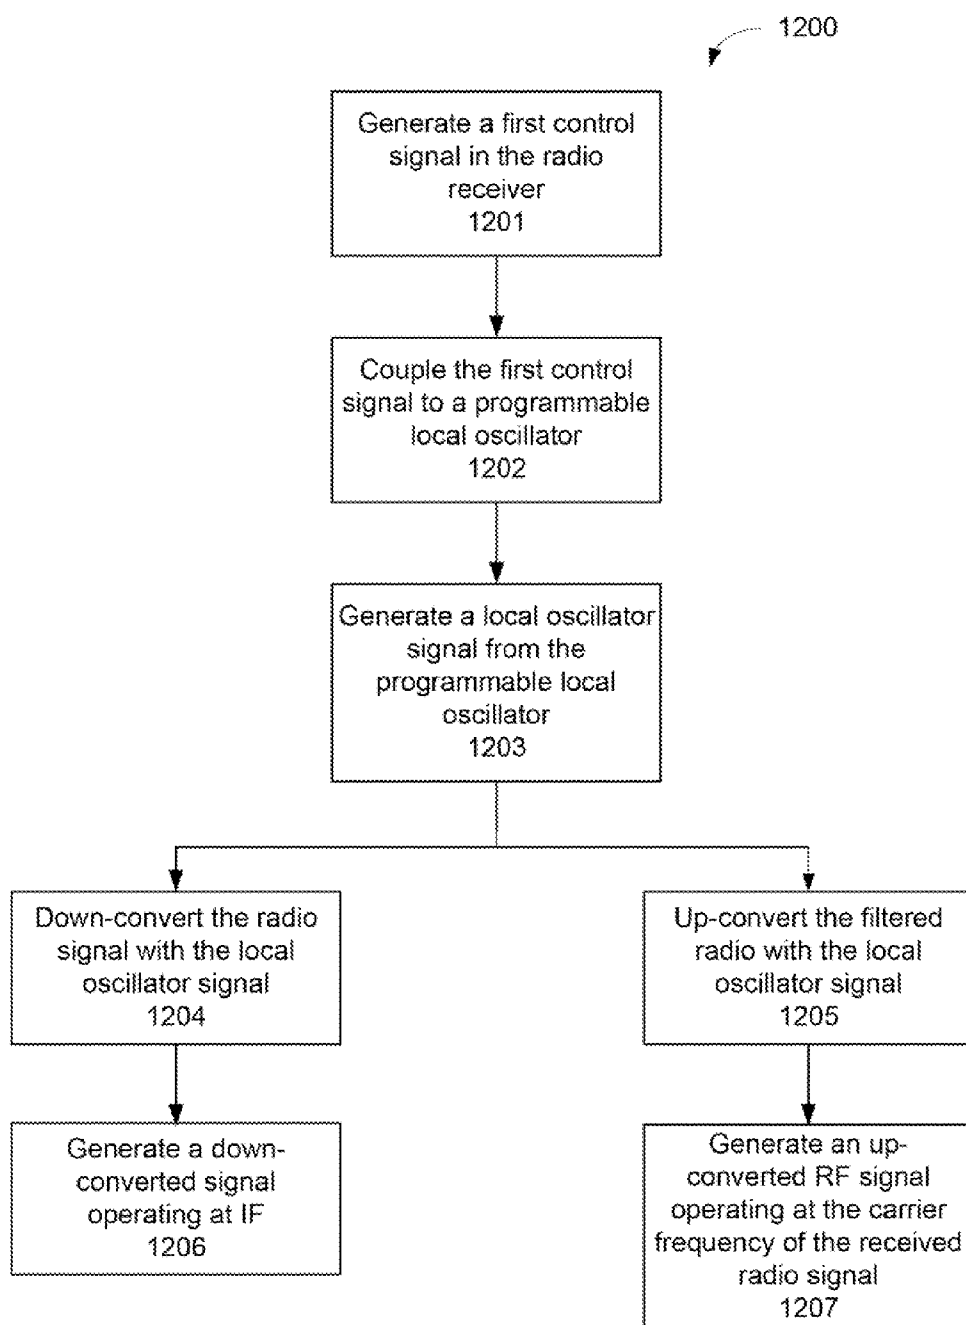 1200
Generate a first control
signal in the radio
receiver
1201
Couple the first control
signal to a programmable
local oscillator
1202
Generate a local oscillator
signal from the
programmable local
oscillator
1203
Down-convert the radio
signal with the local
oscillator signal
1204
Up-convert the filtered
radio with the local
oscillator signal
1205
Generate a down-
converted signal
operating at IF
1206
Generate an up-
converted RF signal
operating at the carrier
frequency of the received
radio signal
1207